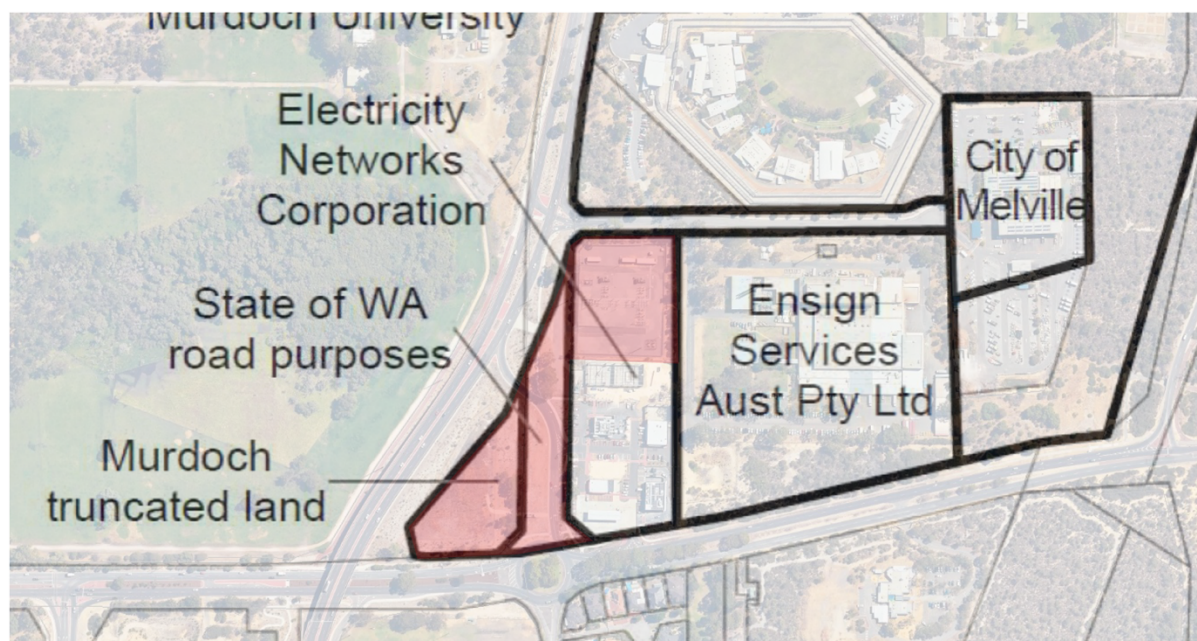 Murdoch University
Electricity
Networks
Corporation
City of
Melville
State of WA
road purposes
Ensign
Services
Aust Pty Ltd
Murdoch
truncated land